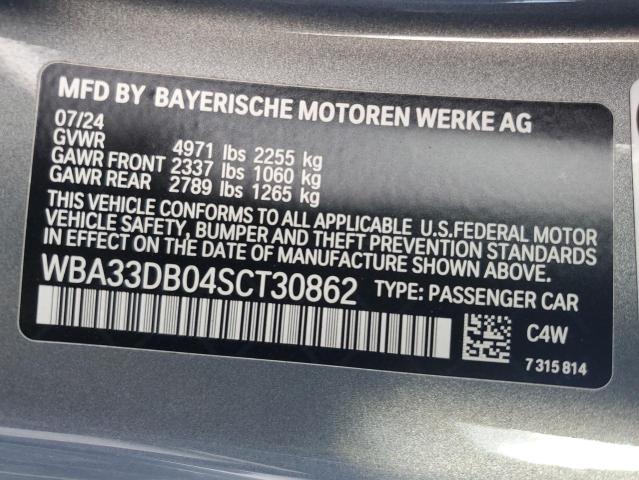 MFD BY BAYERISCHE MOTOREN WERKE AG
07/24
GVWR 4971 lbs 2255 kg
GAWR FRONT 2337 lbs 1060 kg
GAWR REAR 2789 lbs 1265 kg
THIS VEHICLE CONFORMS TO ALL APPLICABLE U.S.FEDERAL MOTOR
VEHICLE SAFETY, BUMPER AND THEFT PREVENTION STANDARDS
IN EFFECT ON THE DATE OF MANUFACTURE SHOWN ABOVE.
WBA33DB04SCT30862 TYPE: PASSENGER CAR
C4W
7 315 814